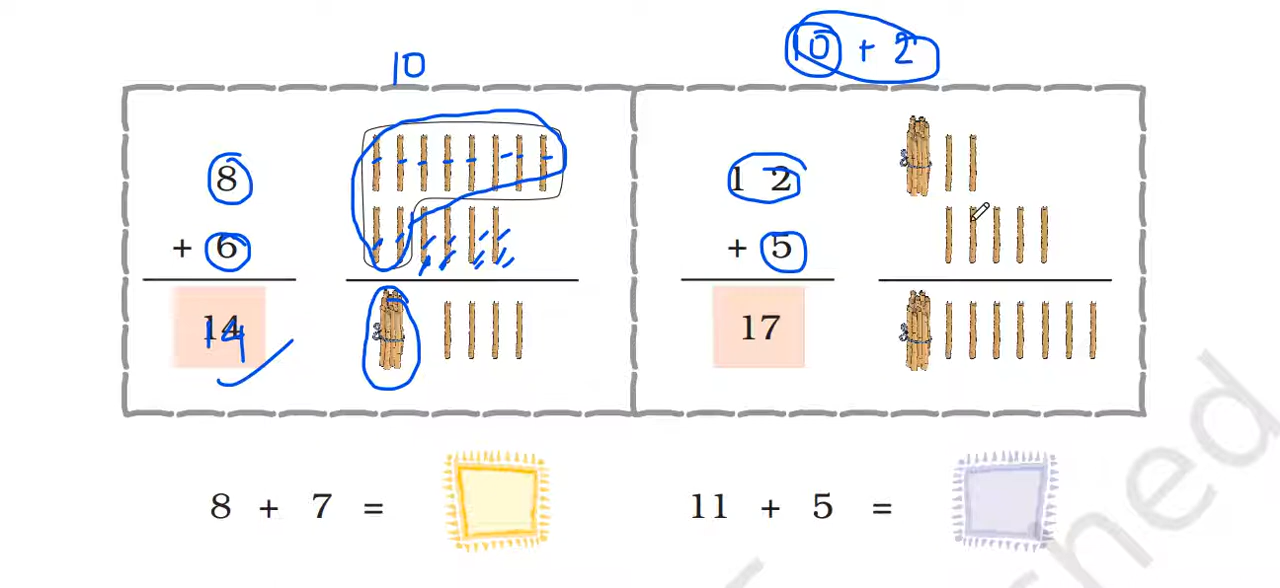 10
10 + 2
8
+ 6
14
14
1 2
+ 5
17
8 + 7 =
11 + 5 =